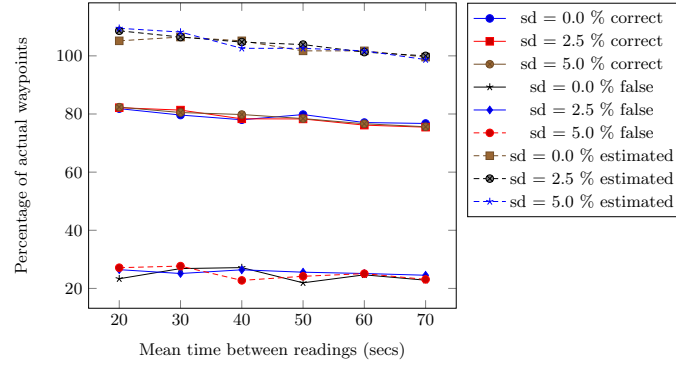 Percentage of actual waypoints
100
80
60
40
20
20 30 40 50 60 70
Mean time between readings (secs)
sd = 0.0 % correct
sd = 2.5 % correct
sd = 5.0 % correct
sd = 0.0 % false
sd = 2.5 % false
sd = 5.0 % false
sd = 0.0 % estimated
sd = 2.5 % estimated
sd = 5.0 % estimated